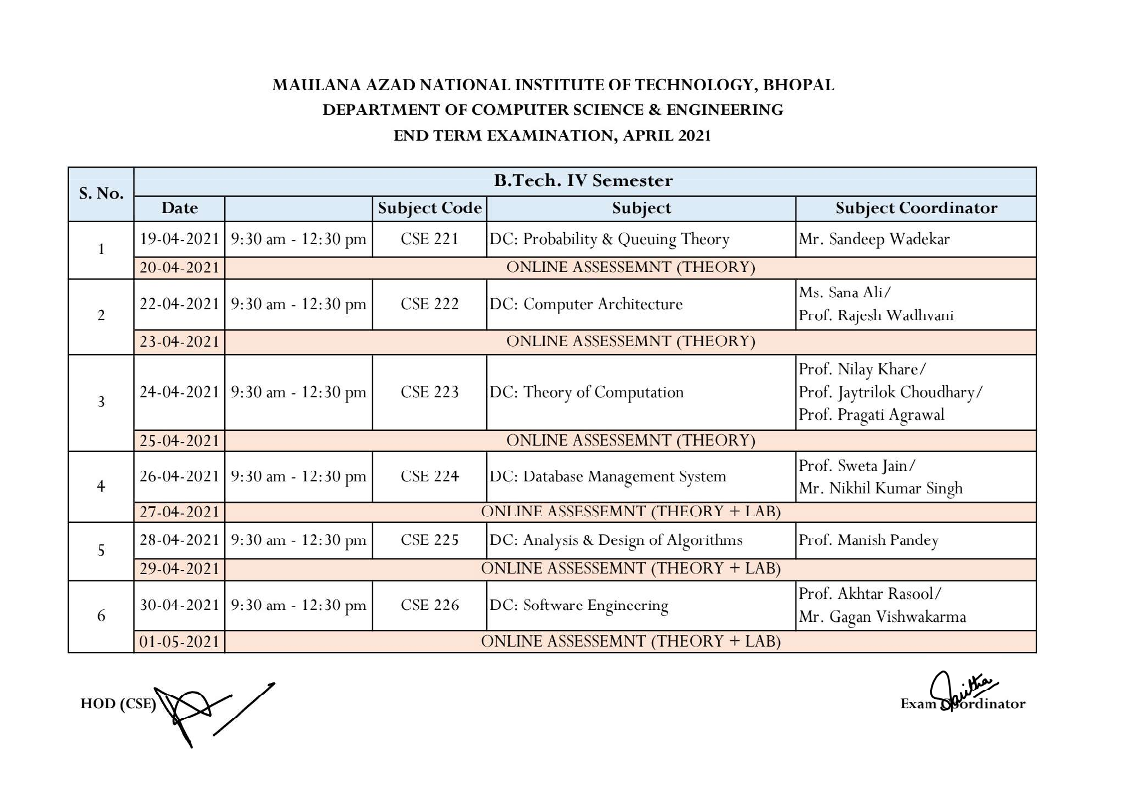 MAULANA AZAD NATIONAL INSTITUTE OF TECHNOLOGY, BHOPAL
DEPARTMENT OF COMPUTER SCIENCE & ENGINEERING
END TERM EXAMINATION, APRIL 2021
S. No. B.Tech. IV Semester
Date Subject Code Subject Subject Coordinator
1 19-04-2021 9:30 am - 12:30 pm CSE 221 DC: Probability & Queuing Theory Mr. Sandeep Wadekar
20-04-2021 ONLINE ASSESSEMNT (THEORY)
2 22-04-2021 9:30 am - 12:30 pm CSE 222 DC: Computer Architecture Ms. Sana Ali/
Prof. Rajesh Wadhvani
23-04-2021 ONLINE ASSESSEMNT (THEORY)
3 24-04-2021 9:30 am - 12:30 pm CSE 223 DC: Theory of Computation Prof. Nilay Khare/
Prof. Jaytrilok Choudhary/
Prof. Pragati Agrawal
25-04-2021 ONLINE ASSESSEMNT (THEORY)
4 26-04-2021 9:30 am - 12:30 pm CSE 224 DC: Database Management System Prof. Sweta Jain/
Mr. Nikhil Kumar Singh
27-04-2021 ONLINE ASSESSEMNT (THEORY + LAB)
5 28-04-2021 9:30 am - 12:30 pm CSE 225 DC: Analysis & Design of Algorithms Prof. Manish Pandey
29-04-2021 ONLINE ASSESSEMNT (THEORY + LAB)
6 30-04-2021 9:30 am - 12:30 pm CSE 226 DC: Software Engineering Prof. Akhtar Rasool/
Mr. Gagan Vishwakarma
01-05-2021 ONLINE ASSESSEMNT (THEORY + LAB)
HOD (CSE) Exam Coordinator